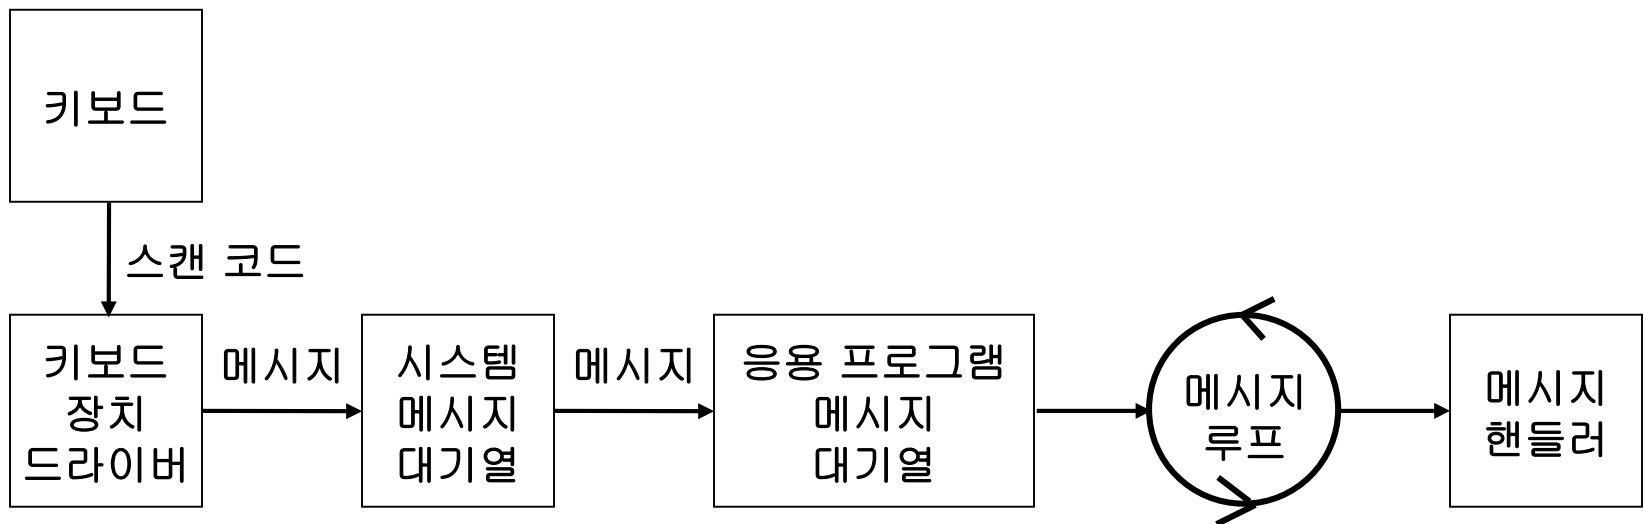 키보드
스캔 코드
키보드
장치
드라이버
메시지
시스템
메시지
대기열
메시지
응용 프로그램
메시지
대기열
메시지
루프
메시지
핸들러